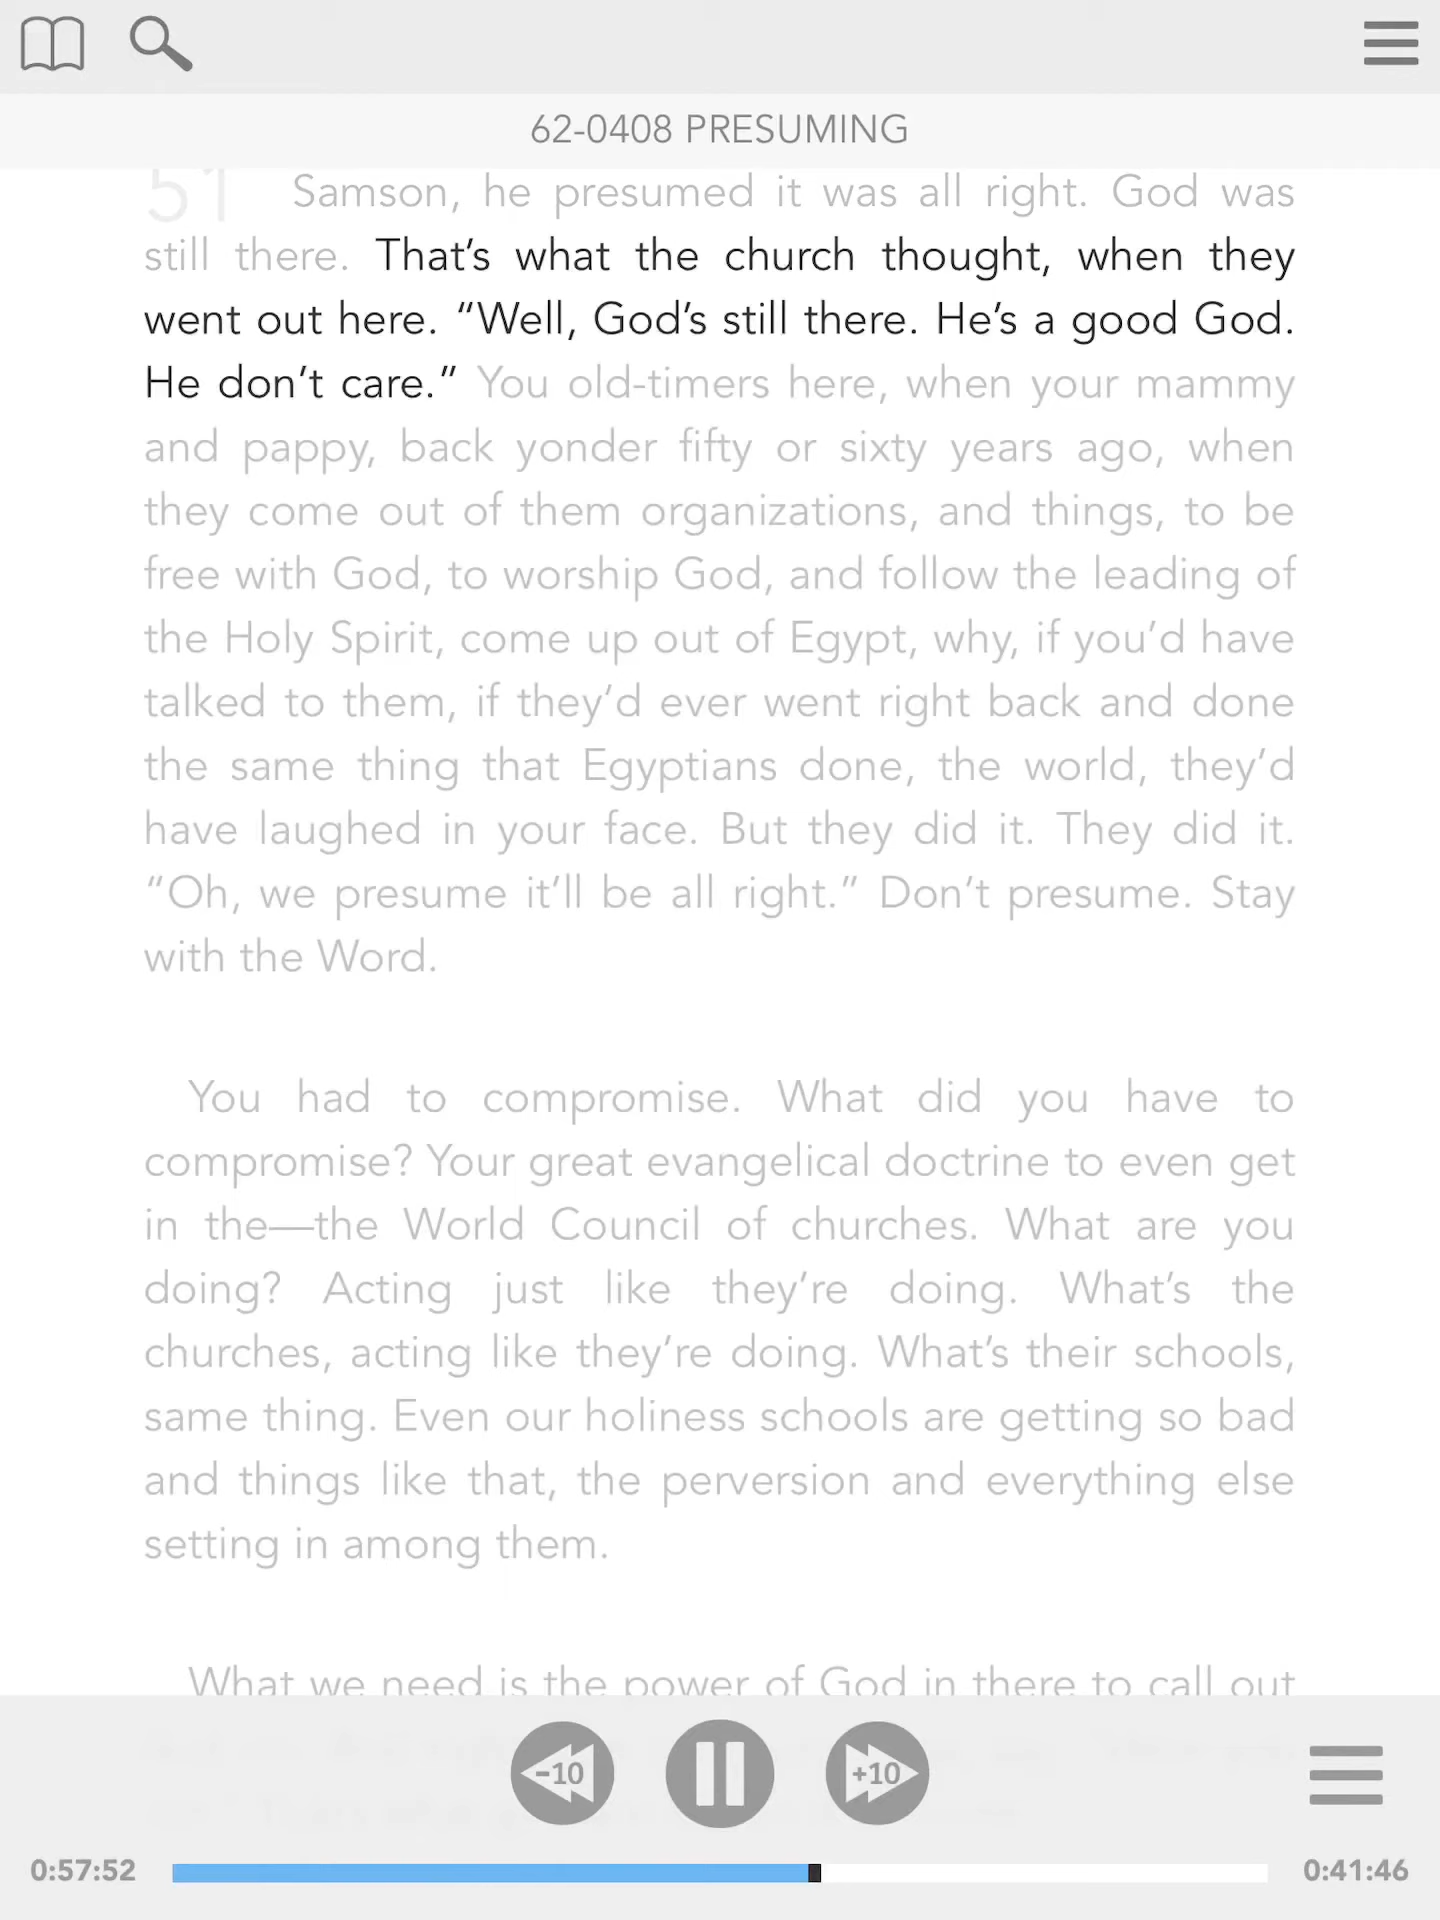 62-0408 PRESUMING
51 Samson, he presumed it was all right. God was
still there. That’s what the church thought, when they
went out here. “Well, God’s still there. He’s a good God.
He don’t care.” You old-timers here, when your mammy
and pappy, back yonder fifty or sixty years ago, when
they come out of them organizations, and things, to be
free with God, to worship God, and follow the leading of
the Holy Spirit, come up out of Egypt, why, if you’d have
talked to them, if they’d ever went right back and done
the same thing that Egyptians done, the world, they’d
have laughed in your face. But they did it. They did it.
“Oh, we presume it’ll be all right.” Don’t presume. Stay
with the Word.
You had to compromise. What did you have to
compromise? Your great evangelical doctrine to even get
in the—the World Council of churches. What are you
doing? Acting just like they’re doing. What’s the
churches, acting like they’re doing. What’s their schools,
same thing. Even our holiness schools are getting so bad
and things like that, the perversion and everything else
setting in among them.
What we need is the power of God in there to call out
-10 +10
0:57:52 0:41:46